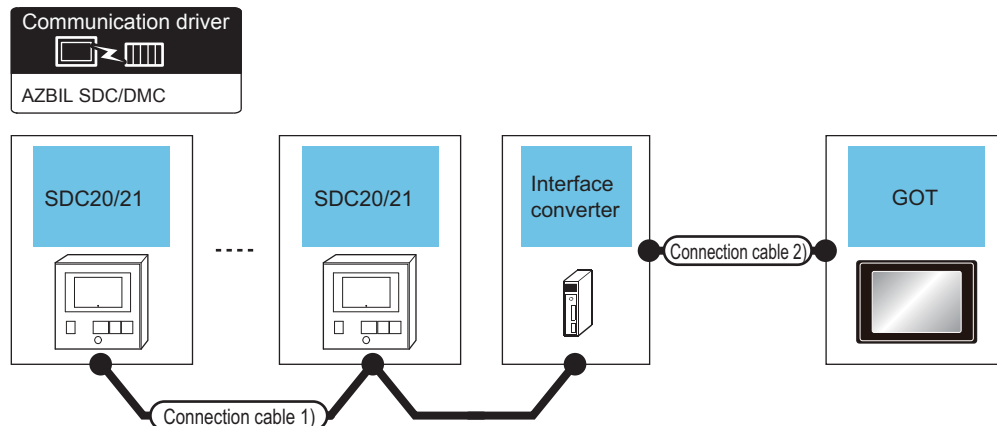 Communication driver
AZBIL SDC/DMC
SDC20/21
SDC20/21
Interface
converter
GOT
Connection cable 2)
Connection cable 1)